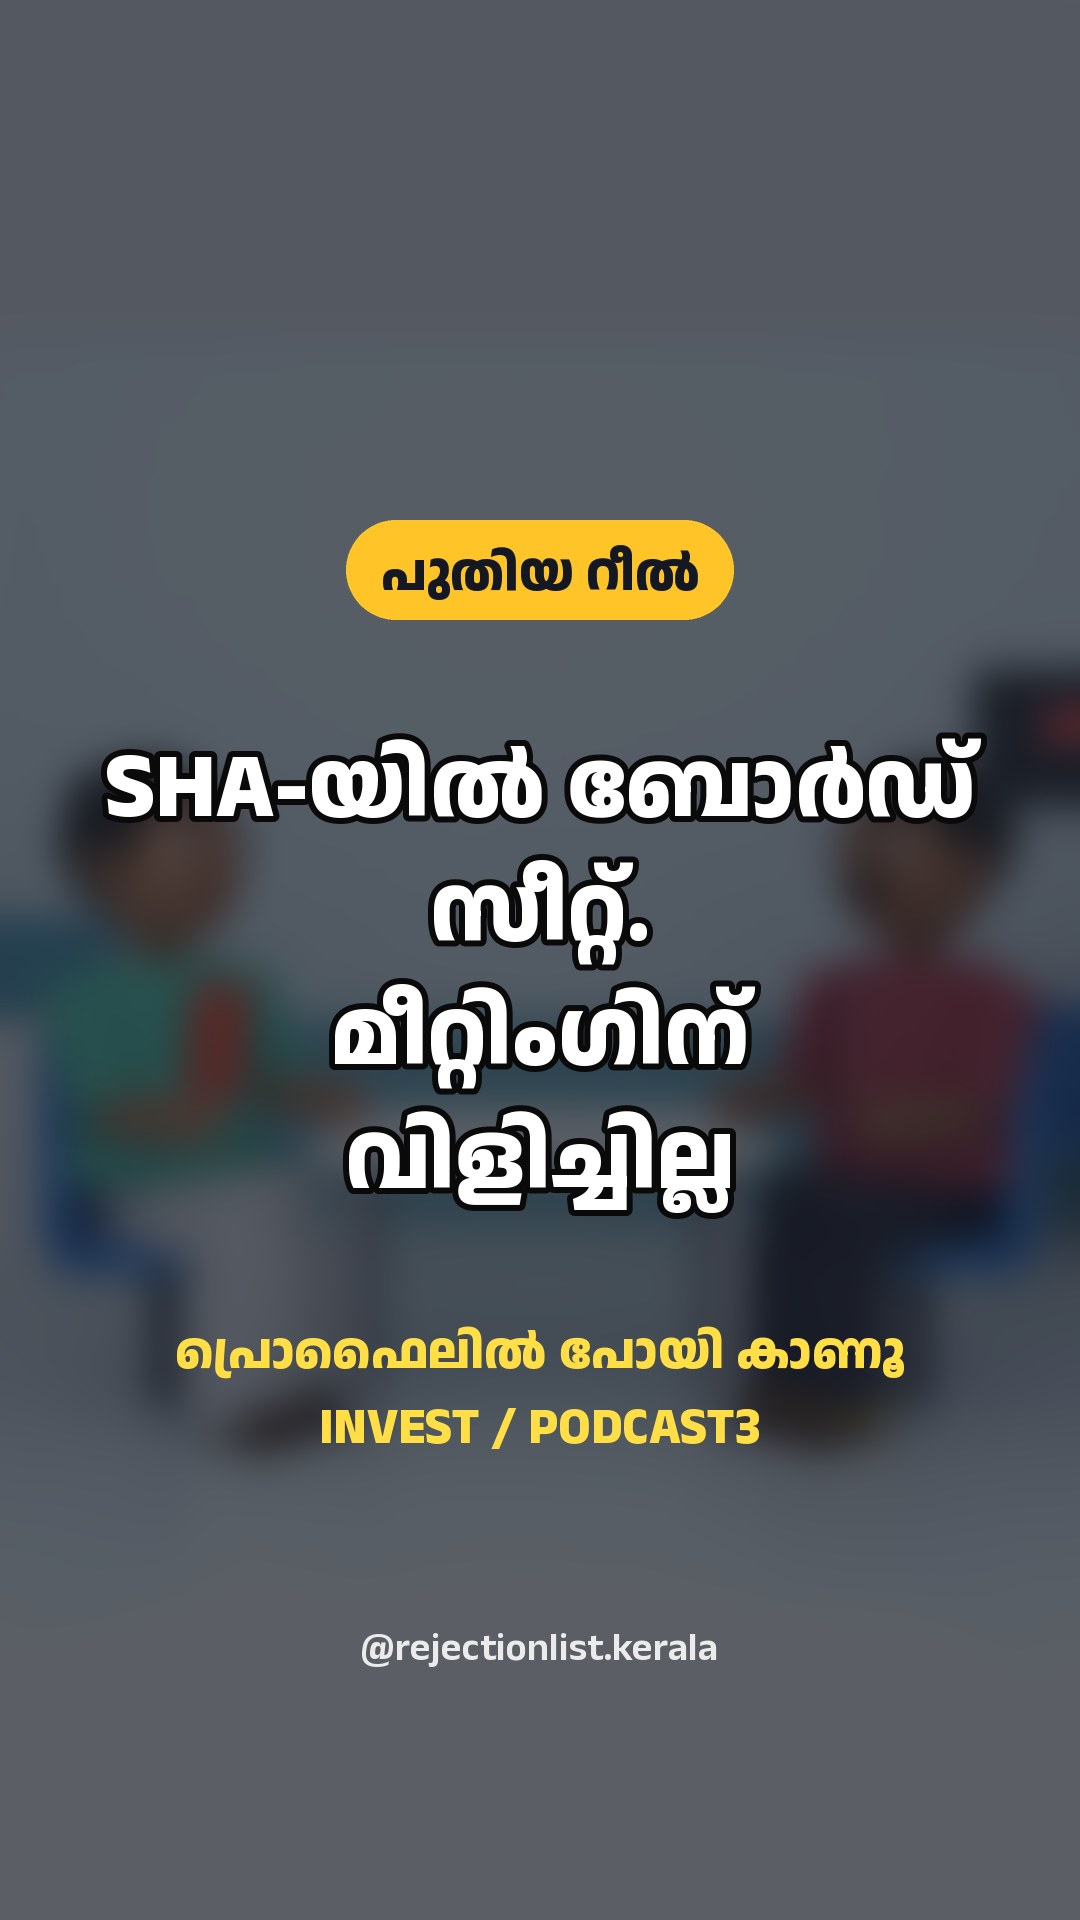 പുതിയ റീൽ
SHA-യിൽ ബോർഡ്
സീറ്റ്.
മീറ്റിംഗിന്
വിളിച്ചില്ല
പ്രൊഫൈലിൽ പോയി കാണൂ
INVEST / PODCAST3
@rejectionlist.kerala